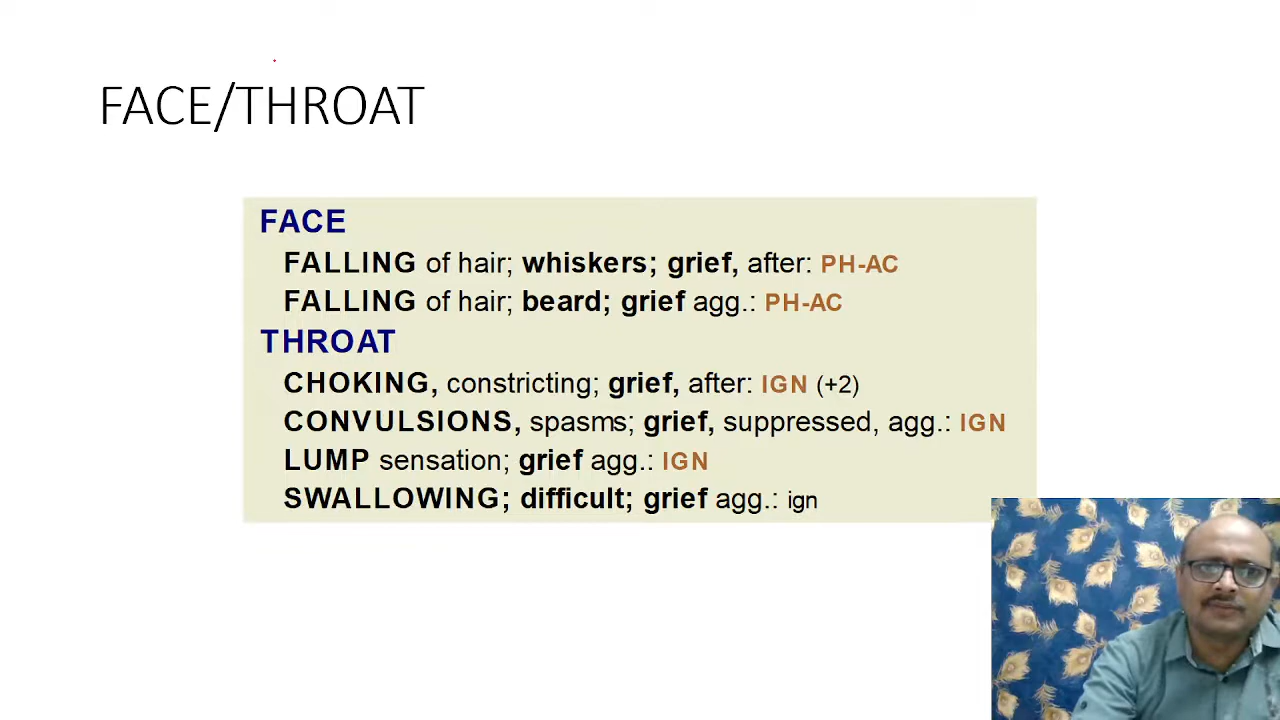 FACE/THROAT
FACE
FALLING of hair; whiskers; grief, after: PH-AC
FALLING of hair; beard; grief agg.: PH-AC
THROAT
CHOKING, constricting; grief, after: IGN (+2)
CONVULSIONS, spasms; grief, suppressed, agg.: IGN
LUMP sensation; grief agg.: IGN
SWALLOWING; difficult; grief agg.: ign